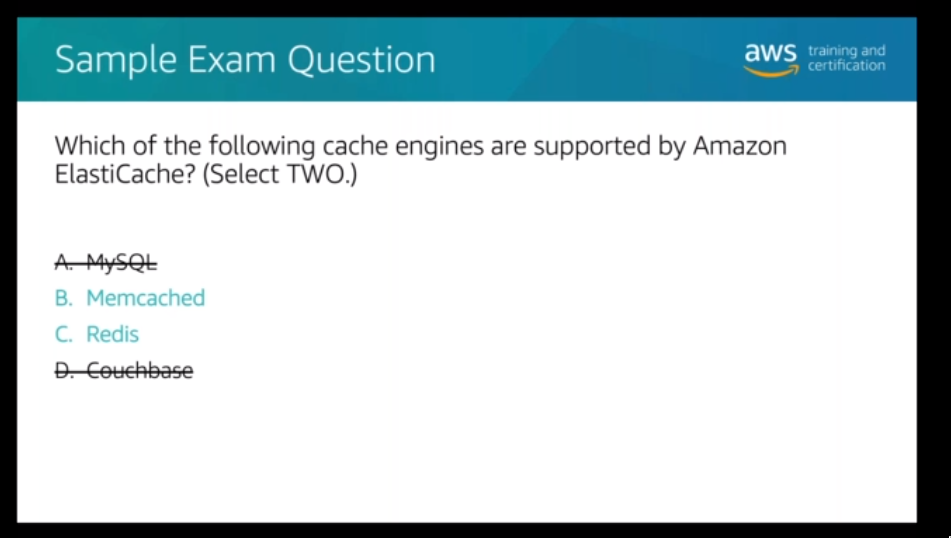 Sample Exam Question
aws training and
certification
Which of the following cache engines are supported by Amazon
ElastiCache? (Select TWO.)
A. MySQL
B. Memcached
C. Redis
D. Couchbase